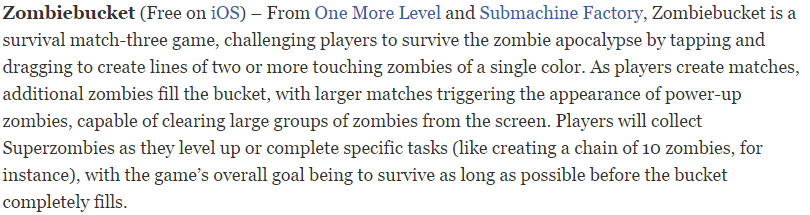 Zombiebucket (Free on iOS) – From One More Level and Submachine Factory, Zombiebucket is a
survival match-three game, challenging players to survive the zombie apocalypse by tapping and
dragging to create lines of two or more touching zombies of a single color. As players create matches,
additional zombies fill the bucket, with larger matches triggering the appearance of power-up
zombies, capable of clearing large groups of zombies from the screen. Players will collect
Superzombies as they level up or complete specific tasks (like creating a chain of 10 zombies, for
instance), with the game’s overall goal being to survive as long as possible before the bucket
completely fills.